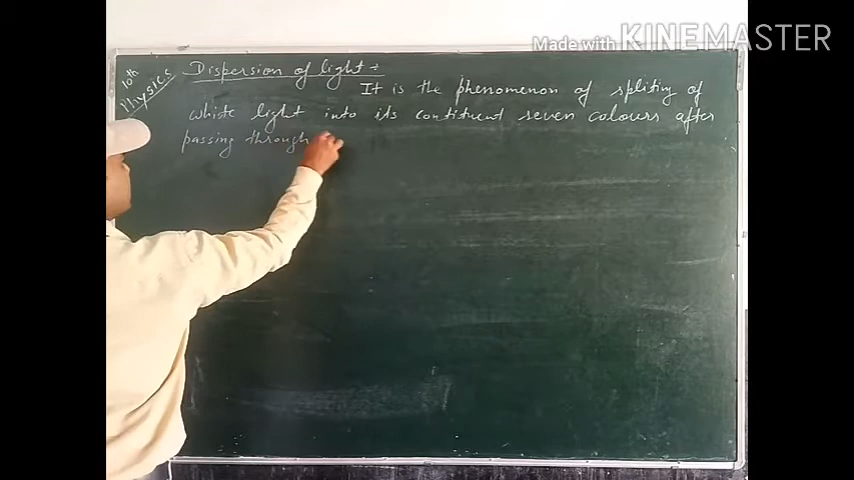 Made with KINEMASTER
10th
Physics
Dispersion of light :
It is the phenomenon of spliting of
white light into its constituent seven colours after
passing through